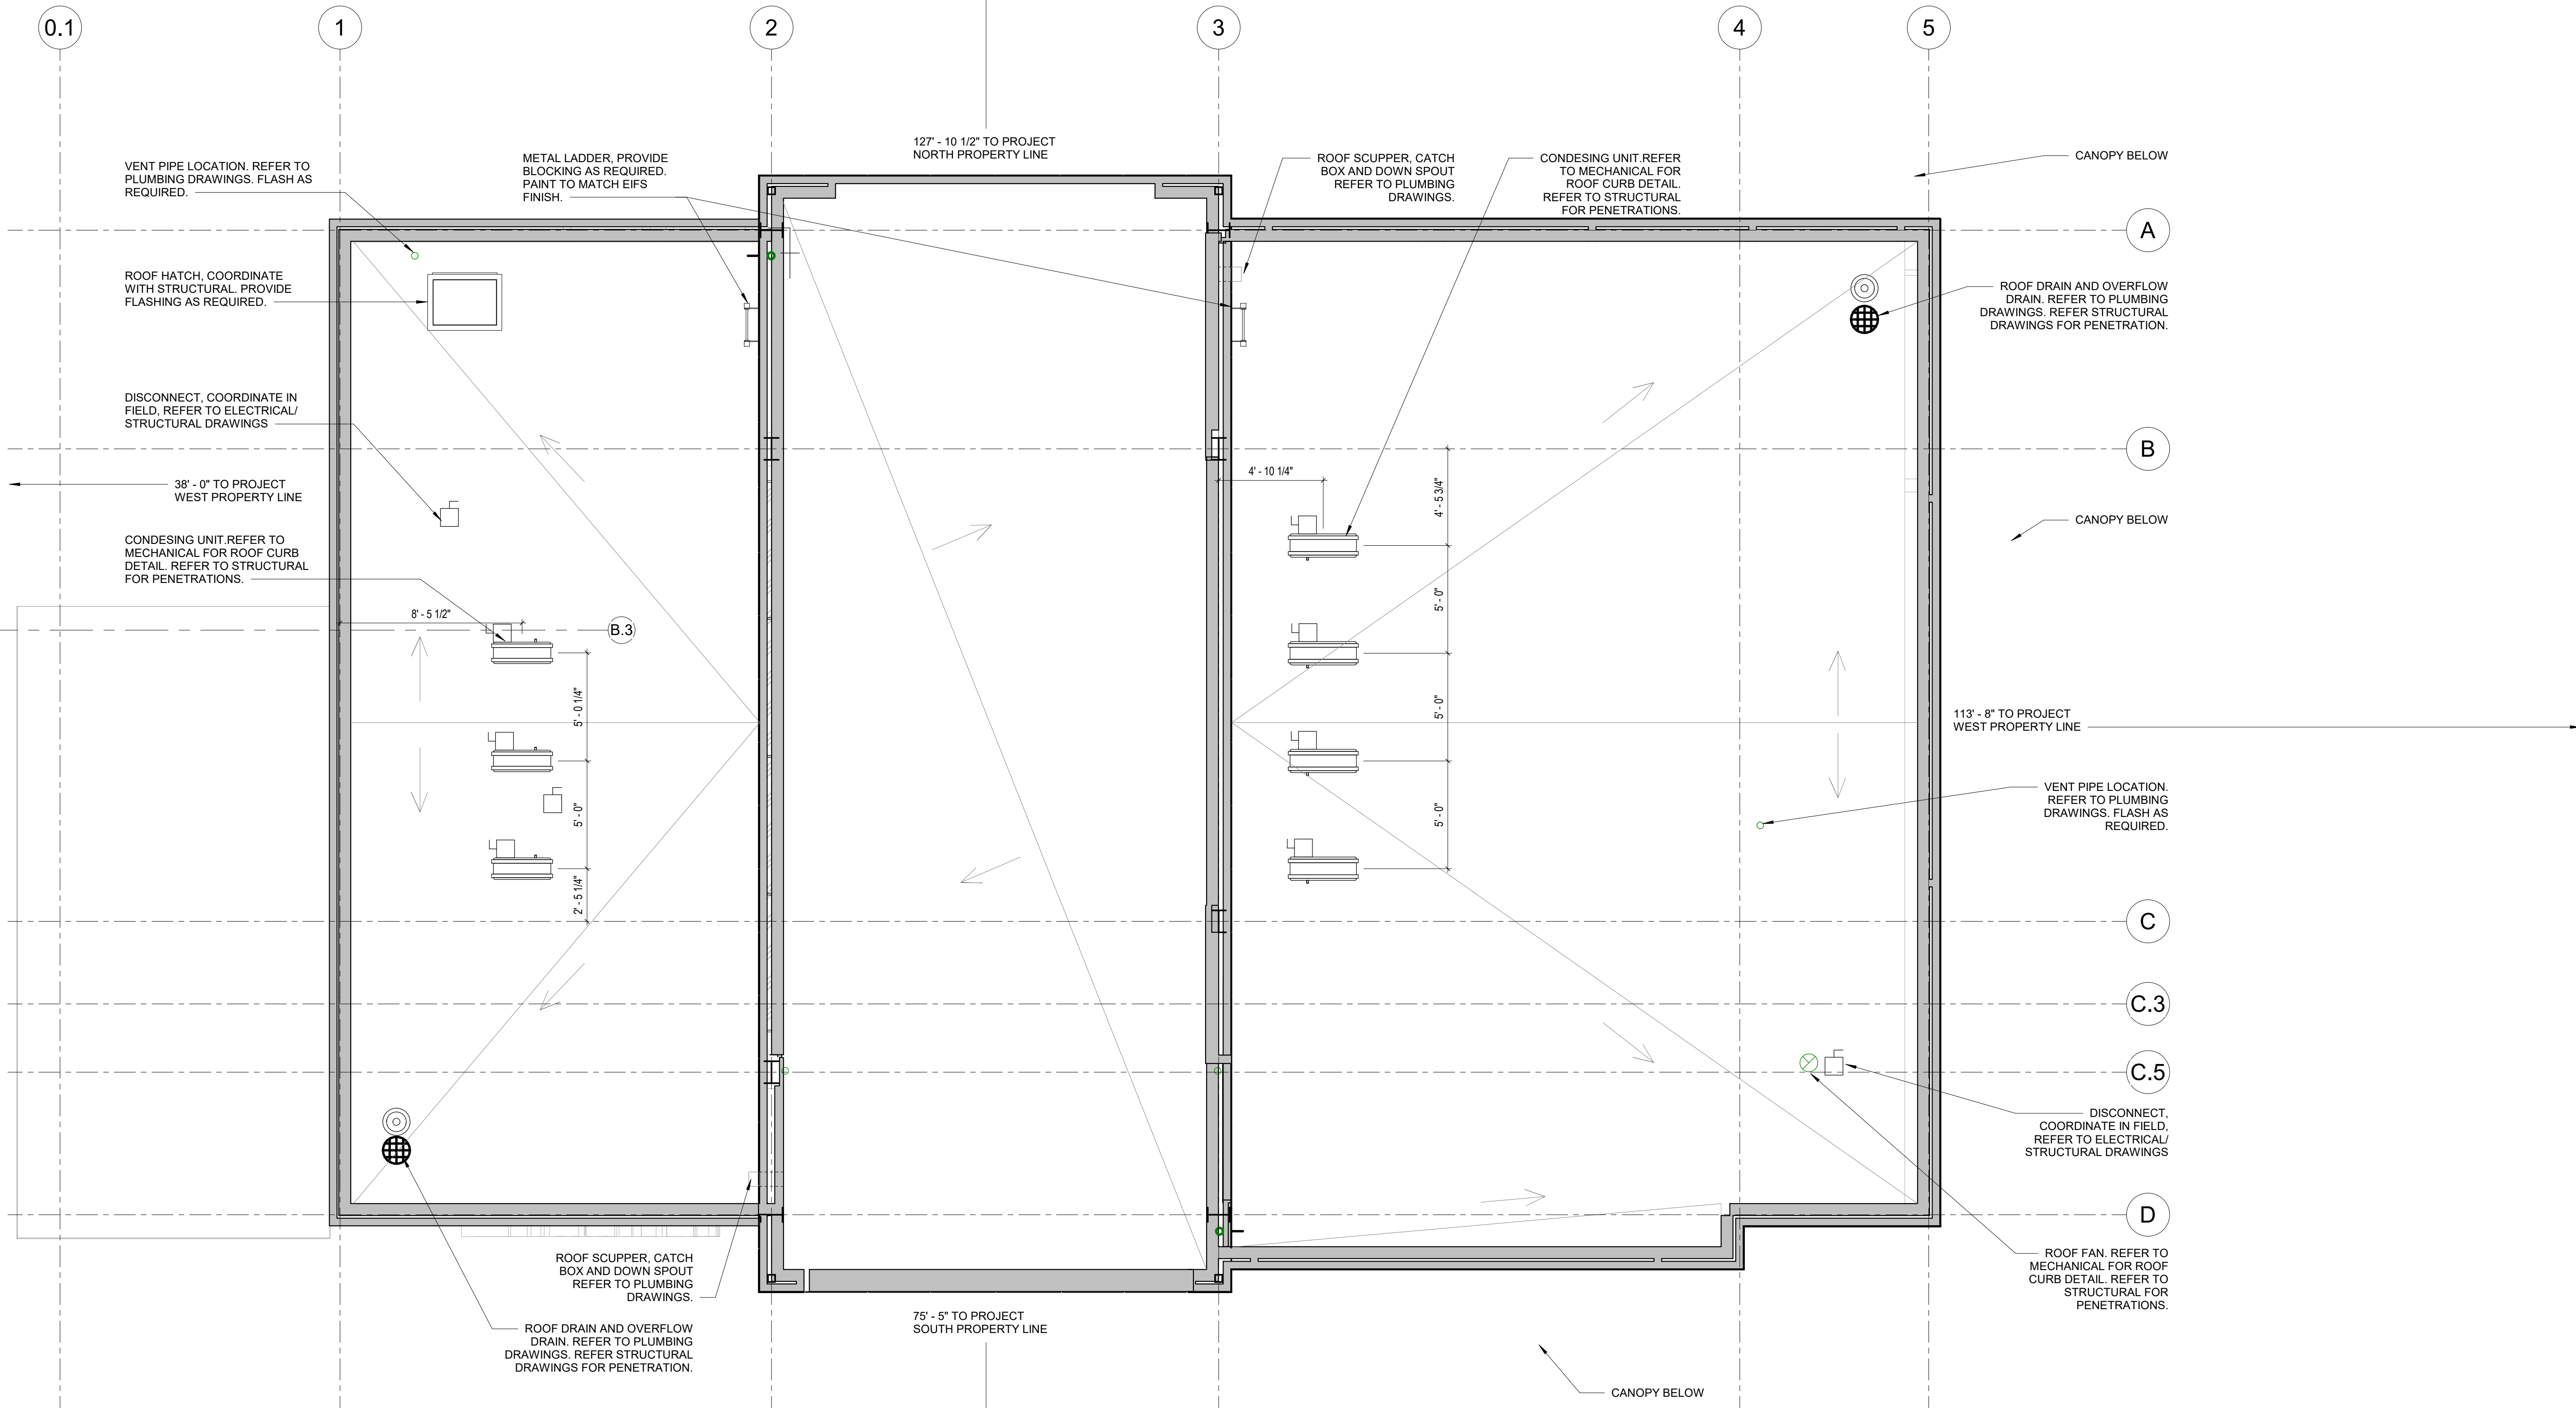 0.1
1
2
3
4
5
127' - 10 1/2" TO PROJECT
NORTH PROPERTY LINE
VENT PIPE LOCATION. REFER TO
PLUMBING DRAWINGS. FLASH AS
REQUIRED.
METAL LADDER, PROVIDE
BLOCKING AS REQUIRED.
PAINT TO MATCH EIFS
FINISH.
ROOF SCUPPER, CATCH
BOX AND DOWN SPOUT
REFER TO PLUMBING
DRAWINGS.
CONDESING UNIT.REFER
TO MECHANICAL FOR
ROOF CURB DETAIL.
REFER TO STRUCTURAL
FOR PENETRATIONS.
CANOPY BELOW
A
ROOF HATCH, COORDINATE
WITH STRUCTURAL. PROVIDE
FLASHING AS REQUIRED.
ROOF DRAIN AND OVERFLOW
DRAIN. REFER TO PLUMBING
DRAWINGS. REFER STRUCTURAL
DRAWINGS FOR PENETRATION.
DISCONNECT, COORDINATE IN
FIELD, REFER TO ELECTRICAL/
STRUCTURAL DRAWINGS
B
38' - 0" TO PROJECT
WEST PROPERTY LINE
4' - 10 1/4"
4' - 5 3/4"
CANOPY BELOW
CONDESING UNIT.REFER TO
MECHANICAL FOR ROOF CURB
DETAIL. REFER TO STRUCTURAL
FOR PENETRATIONS.
8' - 5 1/2"
B.3
5' - 0"
5' - 0 1/4"
5' - 0"
113' - 8" TO PROJECT
WEST PROPERTY LINE
5' - 0"
5' - 0"
VENT PIPE LOCATION.
REFER TO PLUMBING
DRAWINGS. FLASH AS
REQUIRED.
2' - 5 1/4"
C
C.3
C.5
DISCONNECT,
COORDINATE IN FIELD,
REFER TO ELECTRICAL/
STRUCTURAL DRAWINGS
D
ROOF SCUPPER, CATCH
BOX AND DOWN SPOUT
REFER TO PLUMBING
DRAWINGS.
ROOF FAN. REFER TO
MECHANICAL FOR ROOF
CURB DETAIL. REFER TO
STRUCTURAL FOR
PENETRATIONS.
75' - 5" TO PROJECT
SOUTH PROPERTY LINE
ROOF DRAIN AND OVERFLOW
DRAIN. REFER TO PLUMBING
DRAWINGS. REFER STRUCTURAL
DRAWINGS FOR PENETRATION.
CANOPY BELOW